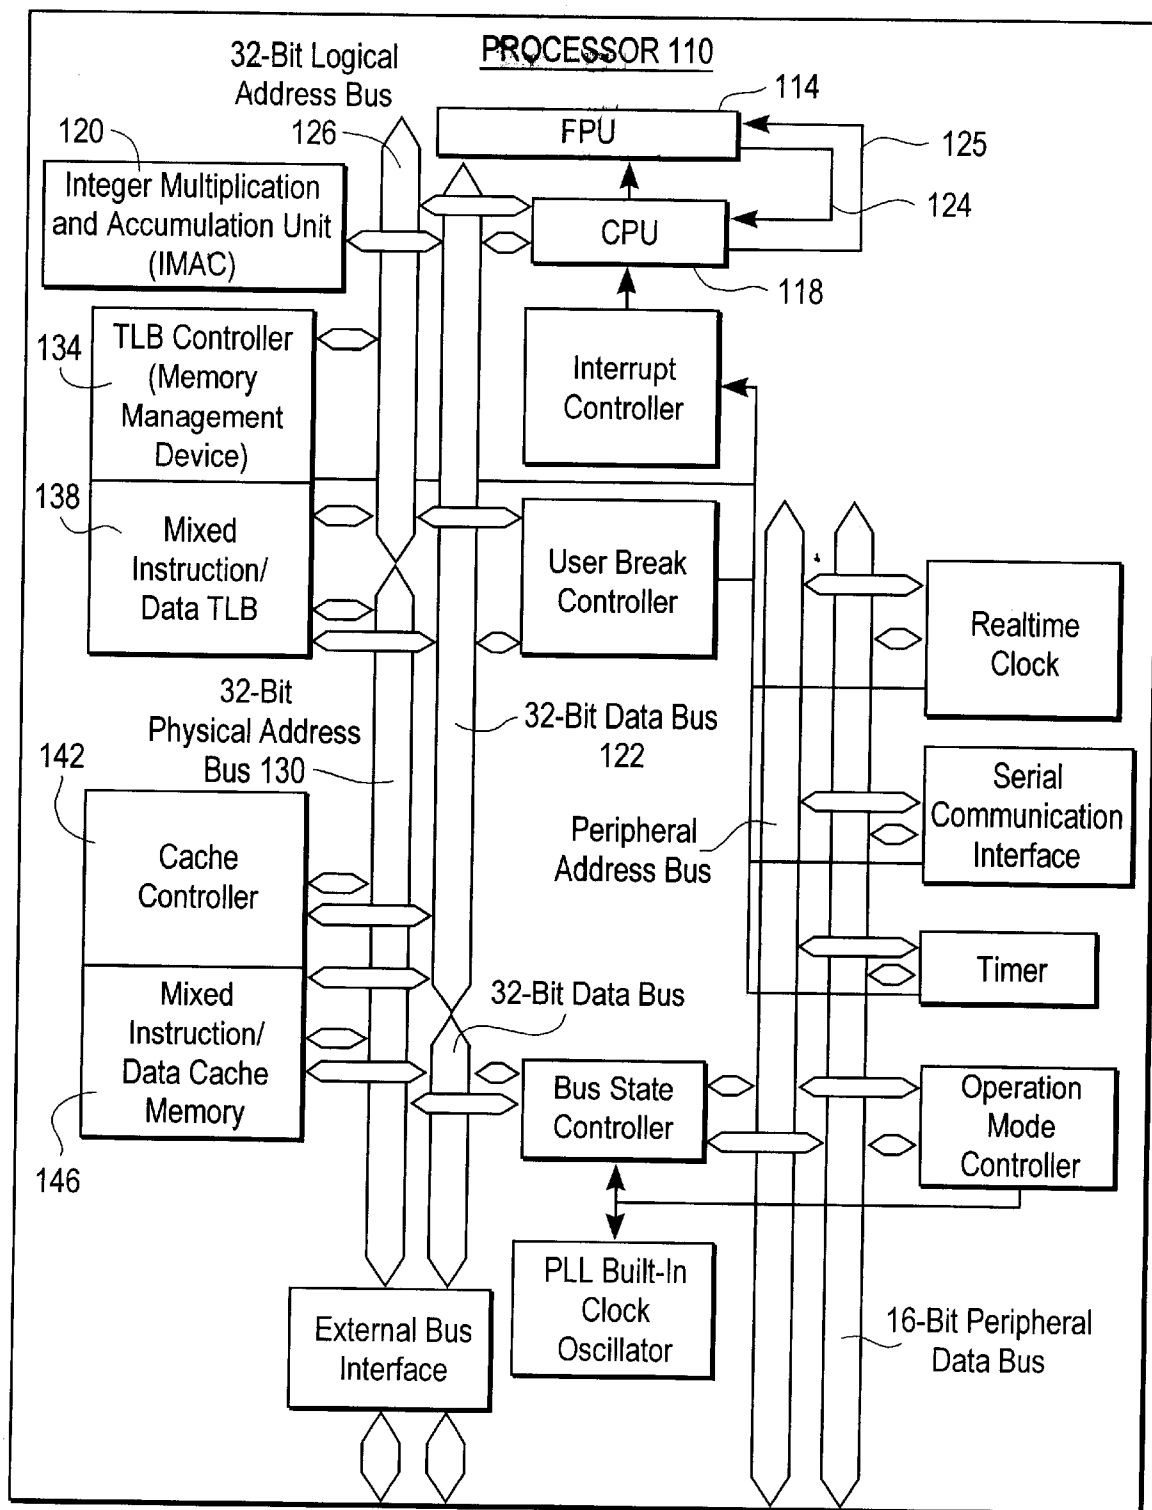 PROCESSOR 110
32-Bit Logical
Address Bus
126
120
Integer Multiplication
and Accumulation Unit
(IMAC)
114
FPU
125
124
CPU
118
134
TLB Controller
(Memory
Management
Device)
Interrupt
Controller
138
Mixed
Instruction/
Data TLB
User Break
Controller
Realtime
Clock
32-Bit
Physical Address
Bus 130
32-Bit Data Bus
122
142
Cache
Controller
Peripheral
Address Bus
Serial
Communication
Interface
Timer
Mixed
Instruction/
Data Cache
Memory
146
32-Bit Data Bus
Bus State
Controller
Operation
Mode
Controller
PLL Built-In
Clock
Oscillator
External Bus
Interface
16-Bit Peripheral
Data Bus